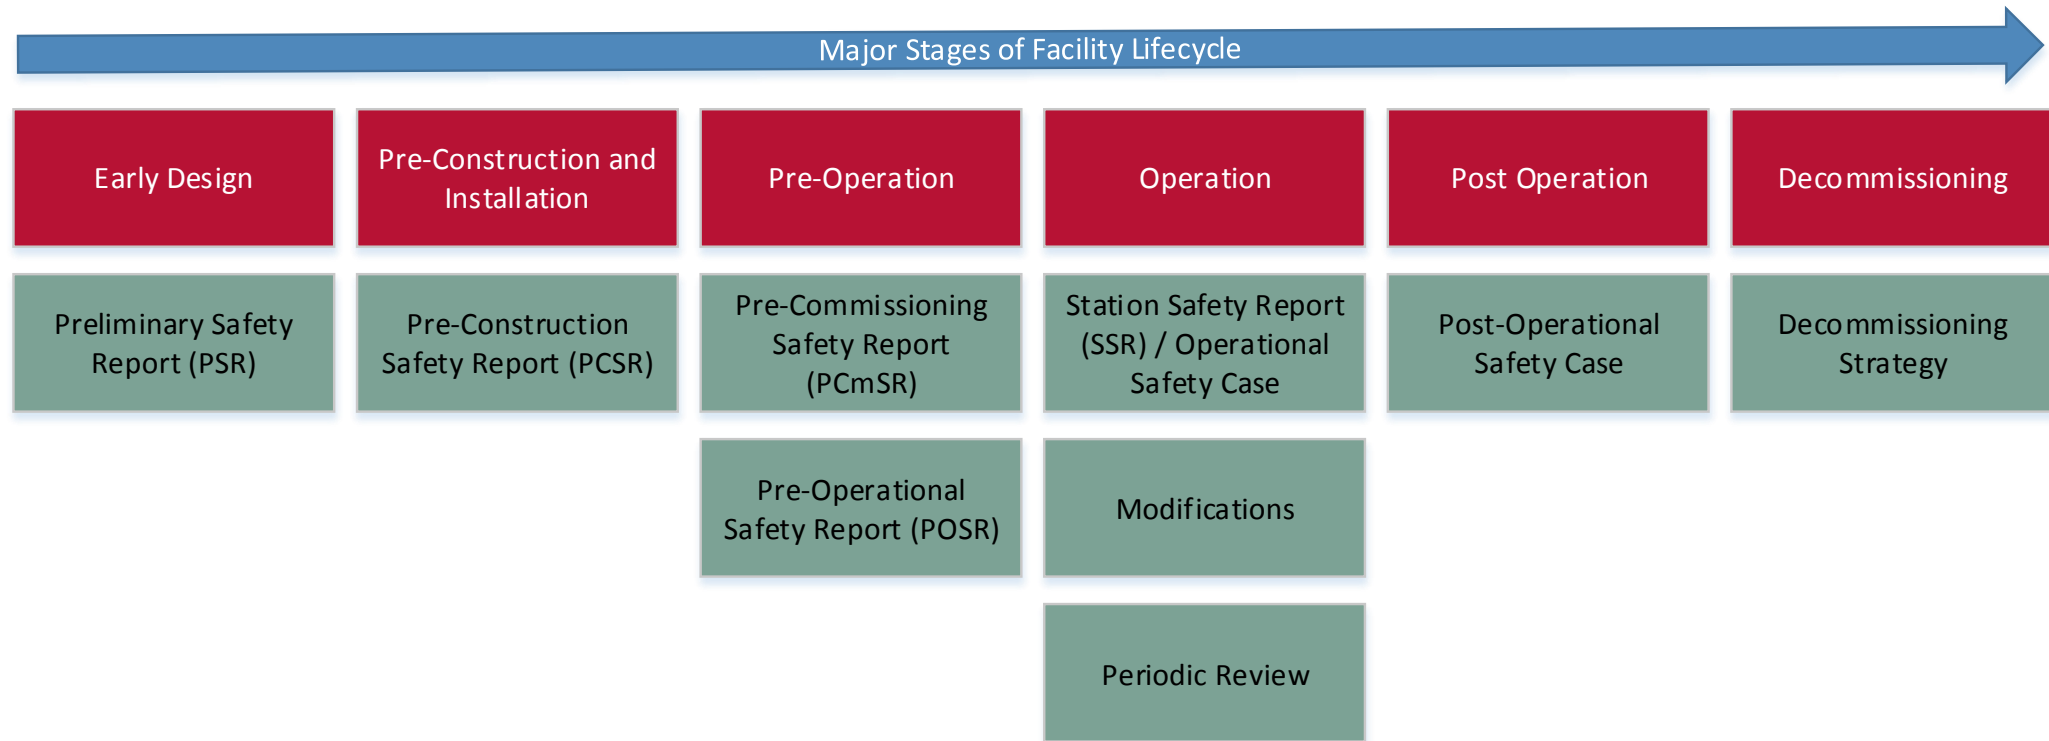 Major Stages of Facility Lifecycle
Early Design
Pre-Construction and
Installation
Pre-Operation
Operation
Post Operation
Decommissioning
Preliminary Safety
Report (PSR)
Pre-Construction
Safety Report (PCSR)
Pre-Commissioning
Safety Report
(PCmSR)
Station Safety Report
(SSR) / Operational
Safety Case
Post-Operational
Safety Case
Decommissioning
Strategy
Pre-Operational
Safety Report (POSR)
Modifications
Periodic Review